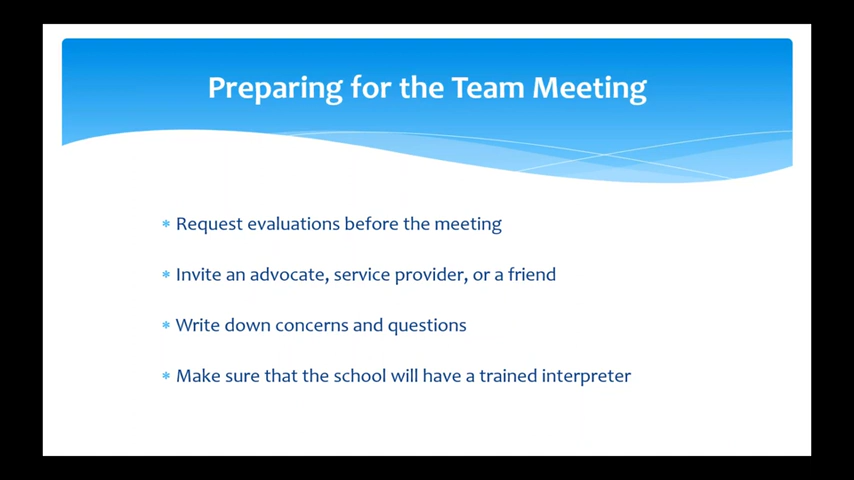 Preparing for the Team Meeting
* Request evaluations before the meeting
* Invite an advocate, service provider, or a friend
* Write down concerns and questions
* Make sure that the school will have a trained interpreter